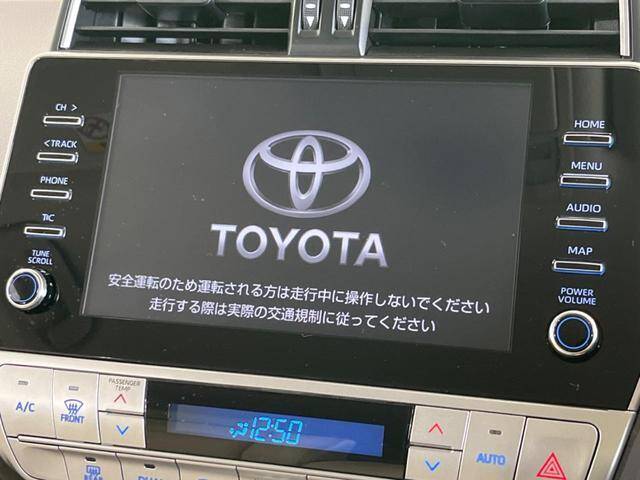 CH >
< TRACK
PHONE
T/C
TUNE
SCROLL
TOYOTA
安全運転のため運転される方は走行中に操作しないでください
走行する際は実際の交通規制に従ってください
HOME
MENU
AUDIO
MAP
POWER
VOLUME
A/C
FRONT
PASSENGER
TEMP
12:50
AUTO
REAR